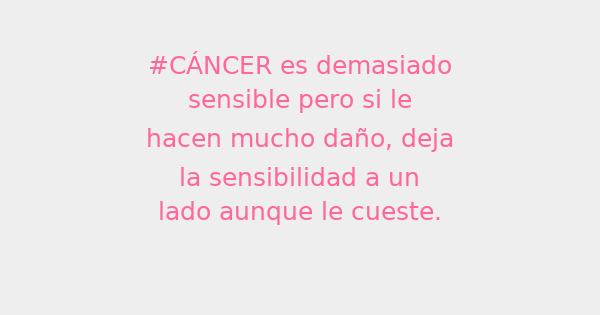 #CÁNCER es demasiado
sensible pero si le
hacen mucho daño, deja
la sensibilidad a un
lado aunque le cueste.